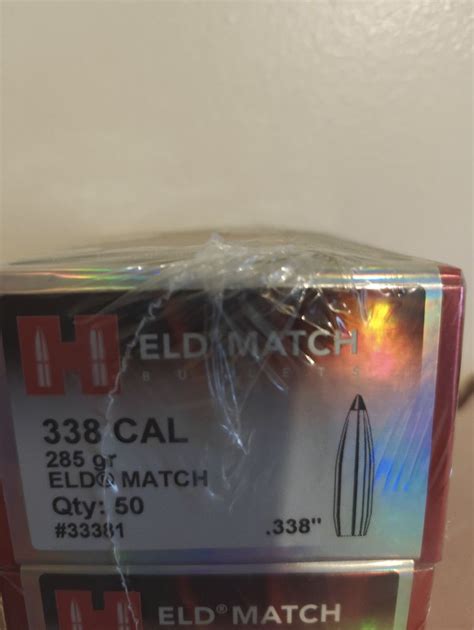 H ELD® MATCH
BULLETS
338 CAL
285 gr
ELD® MATCH
Qty: 50
#33381
.338"
H ELD® MATCH